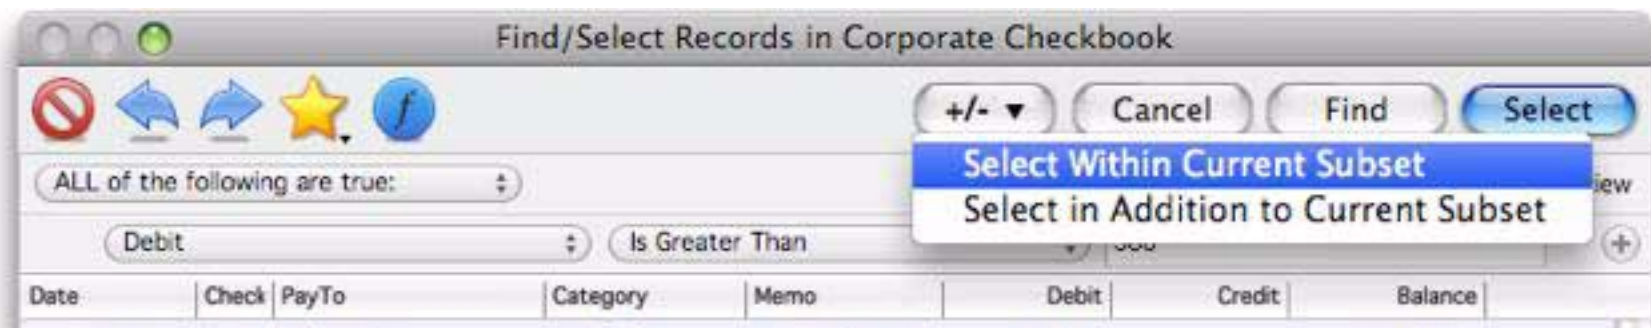 Find/Select Records in Corporate Checkbook
+/- ▼ Cancel Find Select
Select Within Current Subset
ALL of the following are true:
Select in Addition to Current Subset
Debit Is Greater Than
Date Check PayTo Category Memo Debit Credit Balance